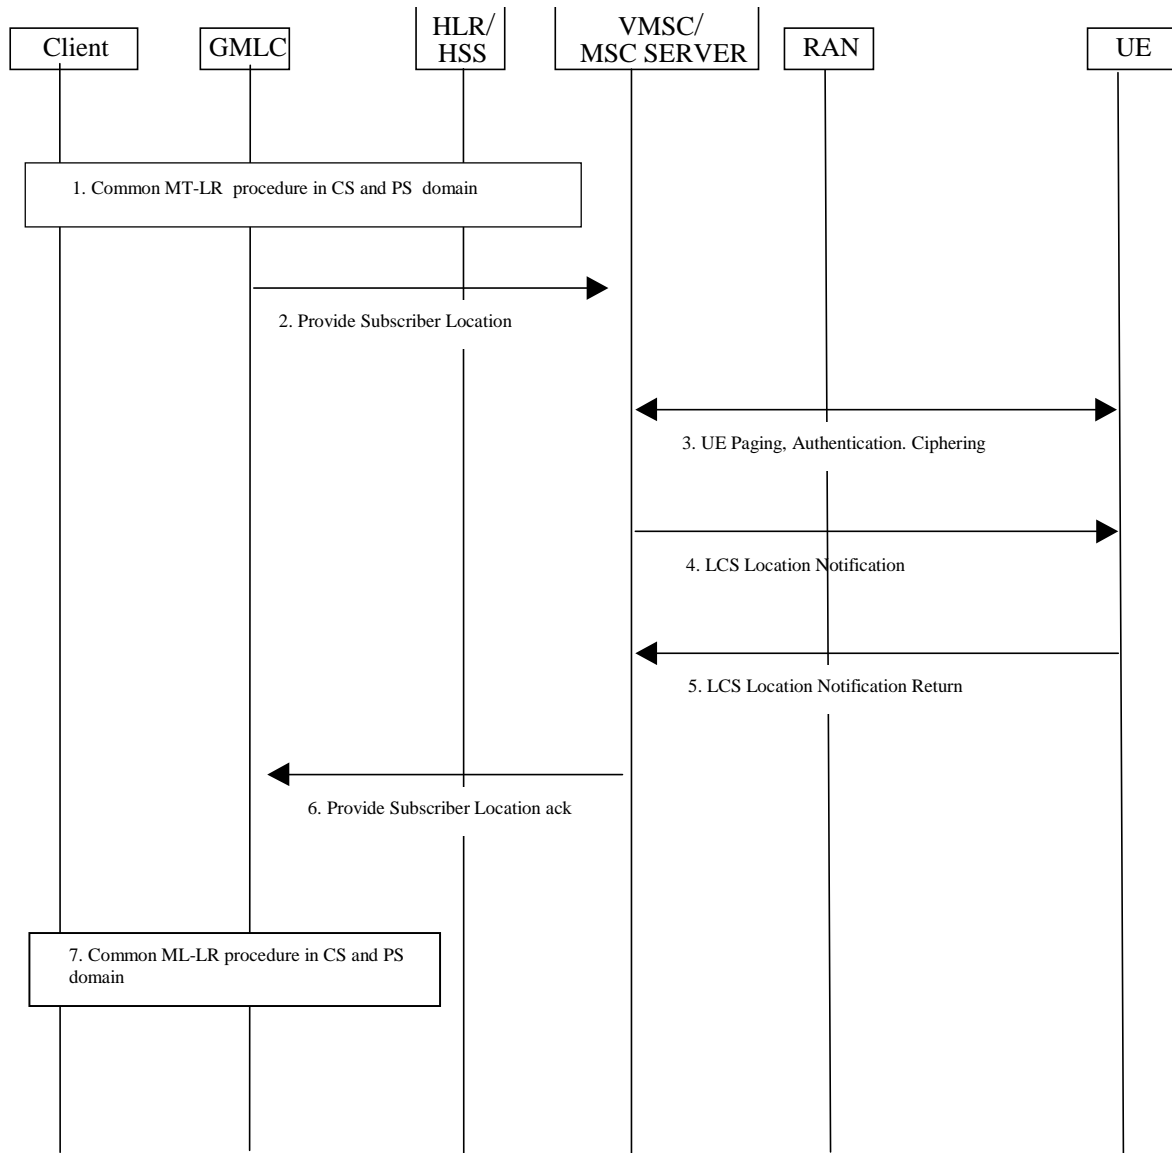 Client
GMLC
HLR/
HSS
VMSC/
MSC SERVER
RAN
UE
1. Common MT-LR procedure in CS and PS domain
2. Provide Subscriber Location
3. UE Paging, Authentication. Ciphering
4. LCS Location Notification
5. LCS Location Notification Return
6. Provide Subscriber Location ack
7. Common ML-LR procedure in CS and PS
domain